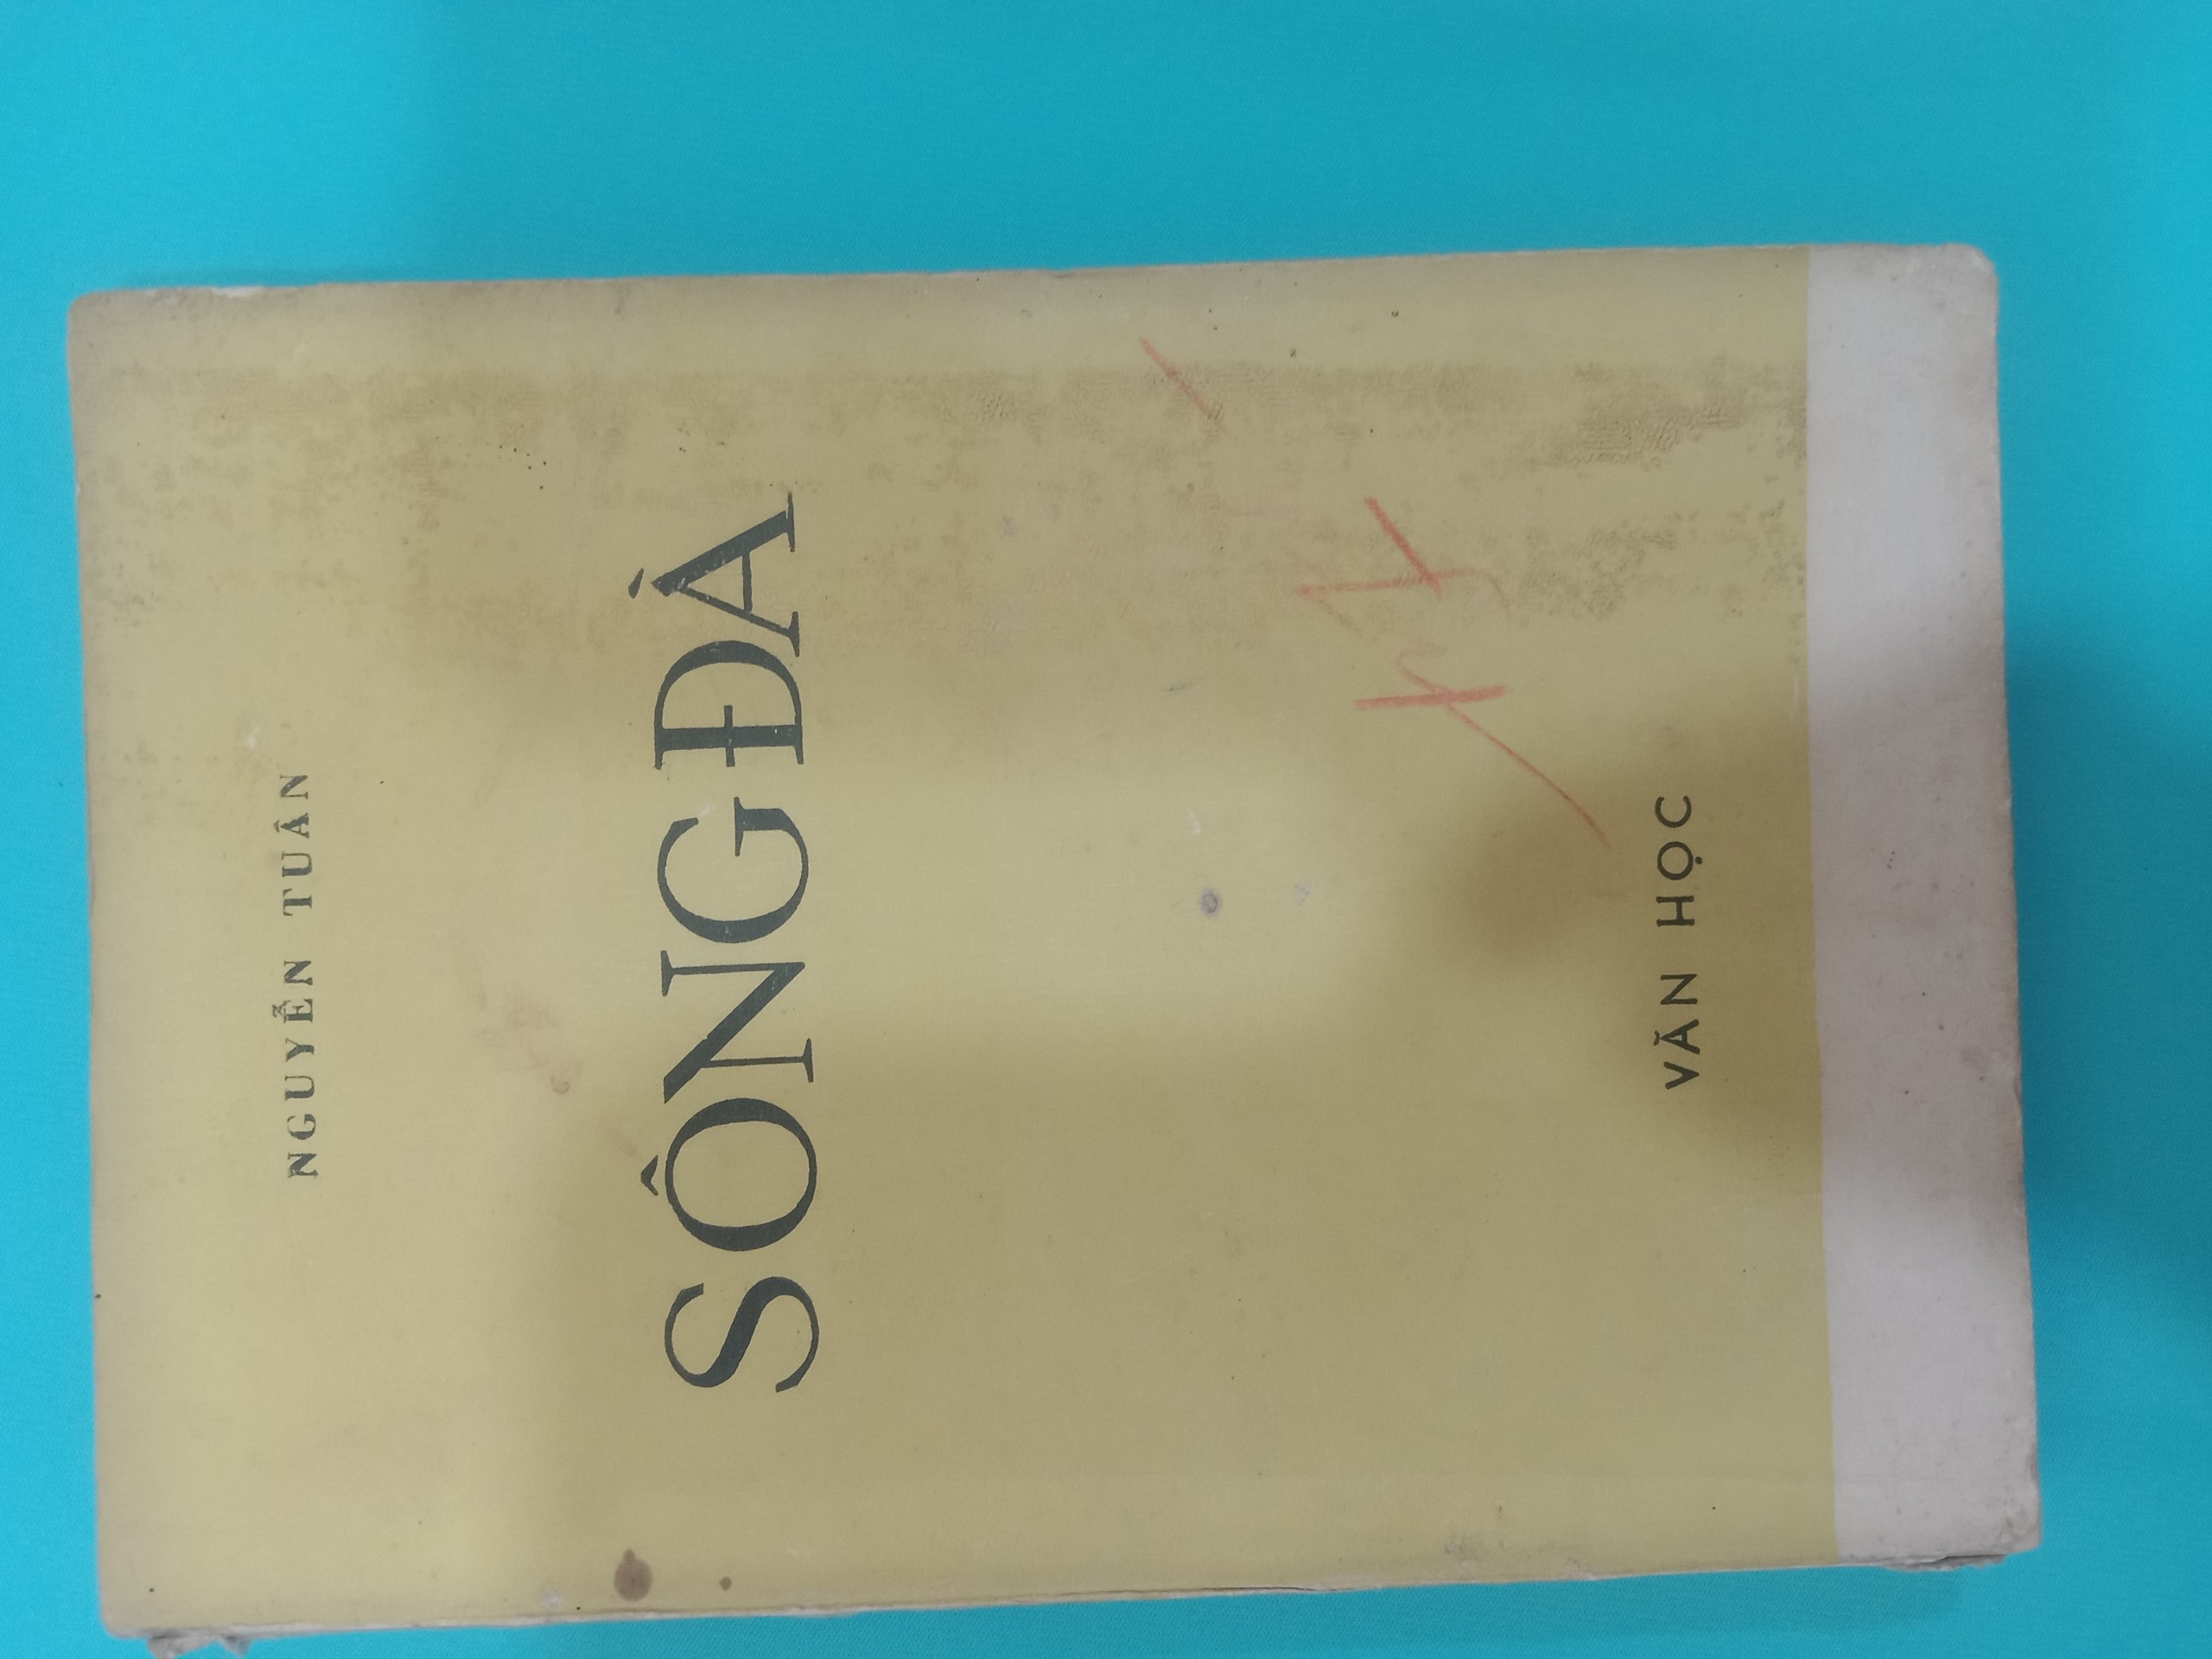 NGUYỄN TUÂN
SÔNG ĐÀ
VĂN HỌC